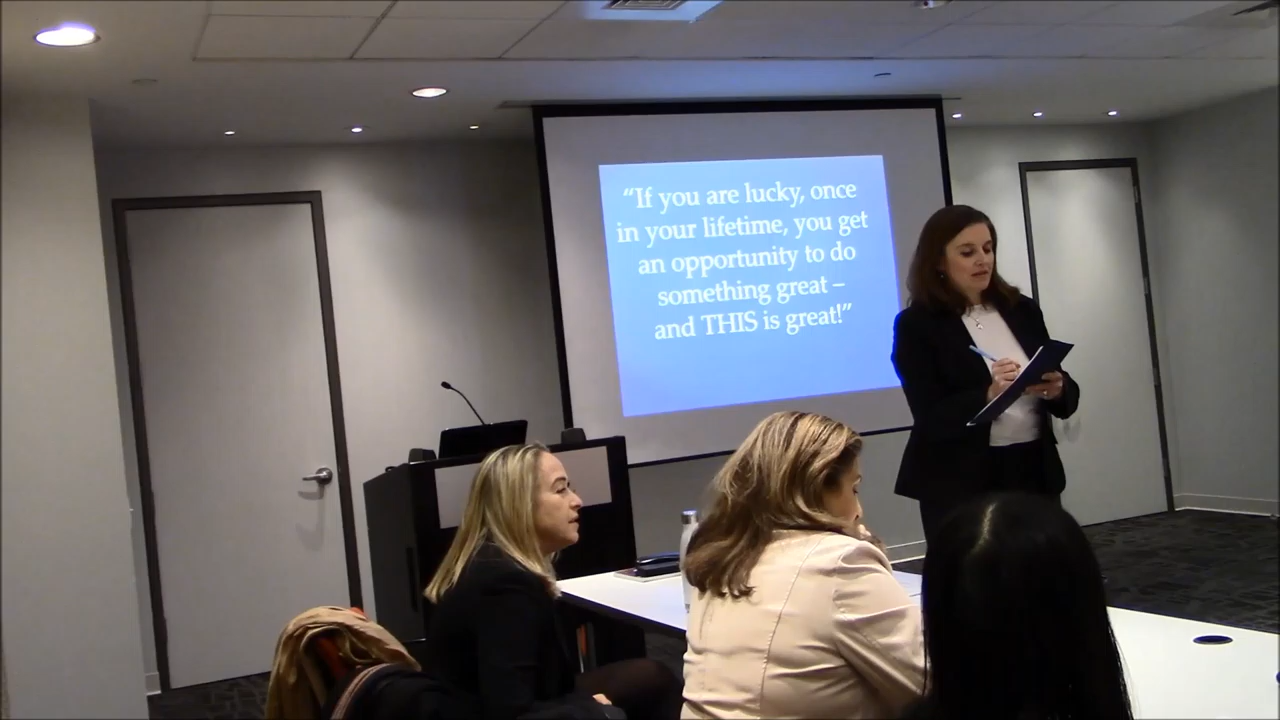 “If you are lucky, once
in your lifetime, you get
an opportunity to do
something great –
and THIS is great!”